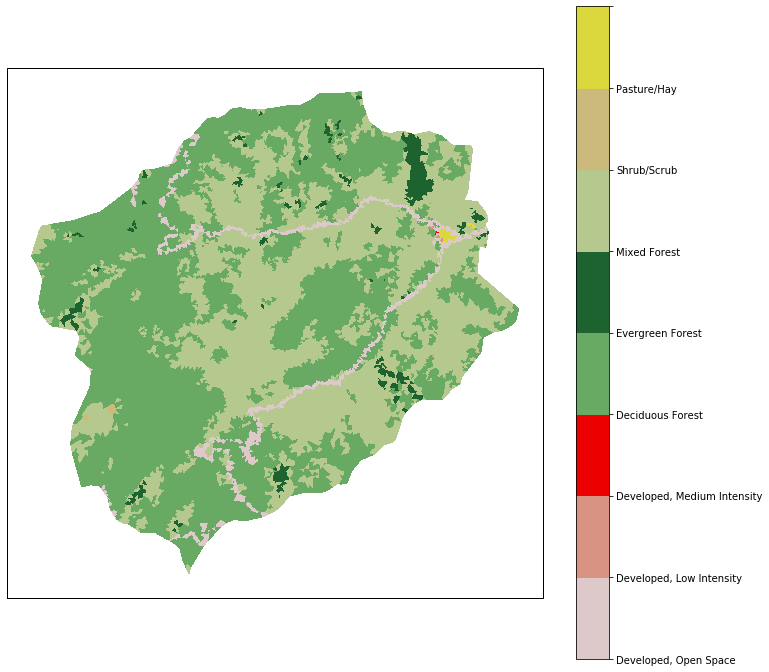 Pasture/Hay
Shrub/Scrub
Mixed Forest
Evergreen Forest
Deciduous Forest
Developed, Medium Intensity
Developed, Low Intensity
Developed, Open Space